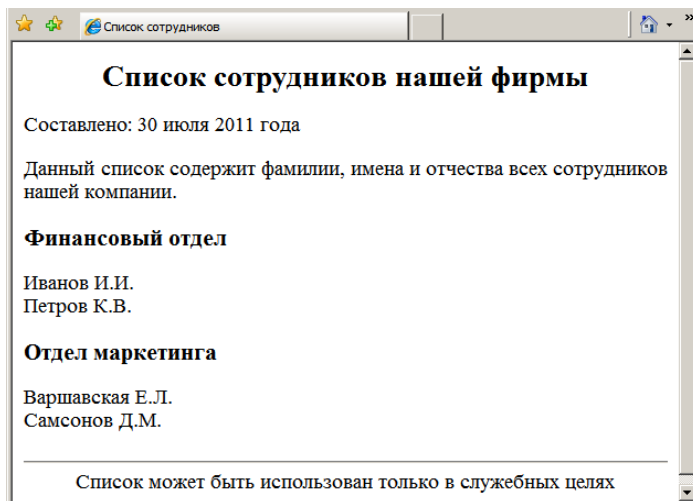 Список сотрудников
»
Список сотрудников нашей фирмы
Составлено: 30 июля 2011 года
Данный список содержит фамилии, имена и отчества всех сотрудников
нашей компании.
Финансовый отдел
Иванов И.И.
Петров К.В.
Отдел маркетинга
Варшавская Е.Л.
Самсонов Д.М.
Список может быть использован только в служебных целях